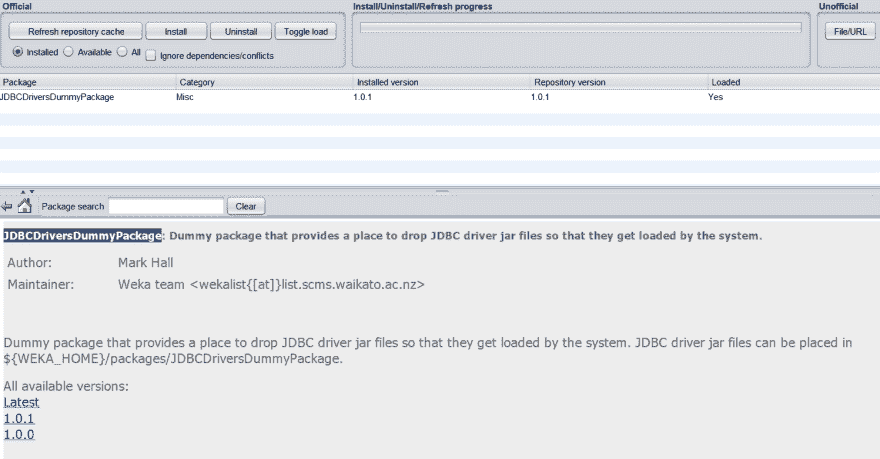 Official Install/Uninstall/Refresh progress Unofficial
Refresh repository cache Install Uninstall Toggle load File/URL
Installed Available All Ignore dependencies/conflicts
Package Category Installed version Repository version Loaded
JDBCDriversDummyPackage Misc 1.0.1 1.0.1 Yes
Package search Clear
JDBCDriversDummyPackage: Dummy package that provides a place to drop JDBC driver jar files so that they get loaded by the system.
Author: Mark Hall
Maintainer: Weka team <wekalist{[at]}list.scms.waikato.ac.nz>
Dummy package that provides a place to drop JDBC driver jar files so that they get loaded by the system. JDBC driver jar files can be placed in
${WEKA_HOME}/packages/JDBCDriversDummyPackage.
All available versions:
Latest
1.0.1
1.0.0